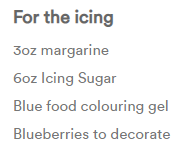 For the icing
3oz margarine
6oz Icing Sugar
Blue food colouring gel
Blueberries to decorate